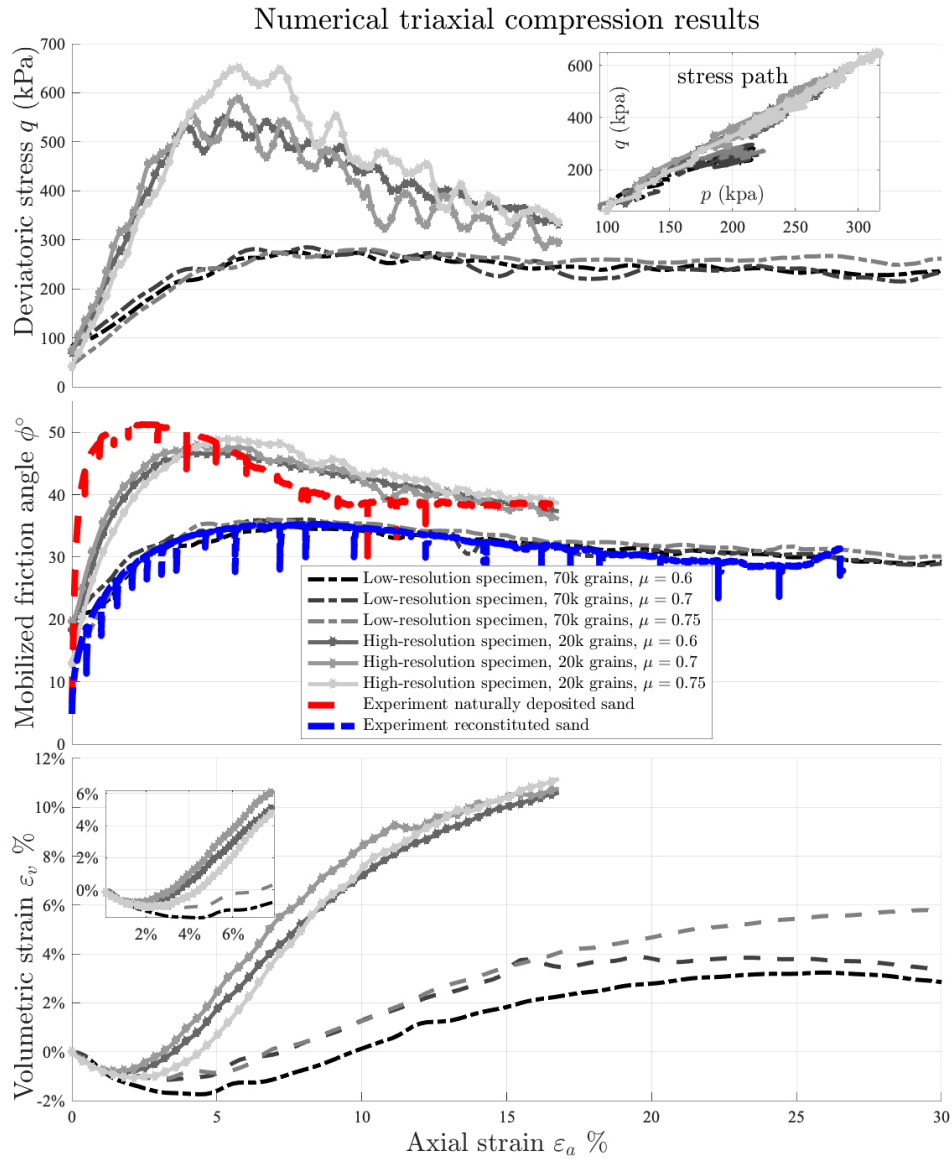 Numerical triaxial compression results
Deviatoric stress q (kPa)
700
600
500
400
300
200
100
0
stress path
q (kpa)
600
400
200
p (kpa)
100
150
200
250
300
Mobilized friction angle ϕ°
50
40
30
20
10
0
Low-resolution specimen, 70k grains, μ = 0.6
Low-resolution specimen, 70k grains, μ = 0.7
Low-resolution specimen, 70k grains, μ = 0.75
High-resolution specimen, 20k grains, μ = 0.6
High-resolution specimen, 20k grains, μ = 0.7
High-resolution specimen, 20k grains, μ = 0.75
Experiment naturally deposited sand
Experiment reconstituted sand
Volumetric strain εv %
12%
10%
8%
6%
4%
2%
0%
-2%
6%
4%
2%
0%
2%
4%
6%
0
5
10
15
20
25
30
Axial strain εa %